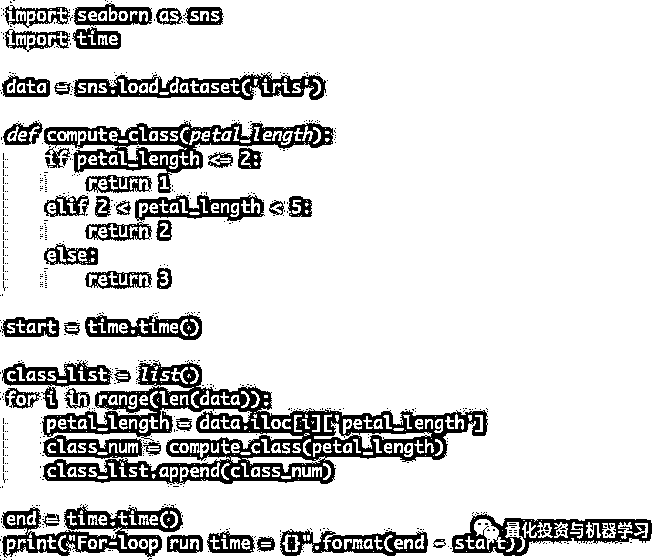 import seaborn as sns
import time
data = sns.load_dataset('iris')
def compute_class(petal_length):
    if petal_length <= 2:
        return 1
    elif 2 < petal_length < 5:
        return 2
    else:
        return 3
start = time.time()
class_list = list()
for i in range(len(data)):
    petal_length = data.iloc[i]['petal_length']
    class_num = compute_class(petal_length)
    class_list.append(class_num)
end = time.time()
print("For-loop run time = {}".format(end - start))
量化投资与机器学习